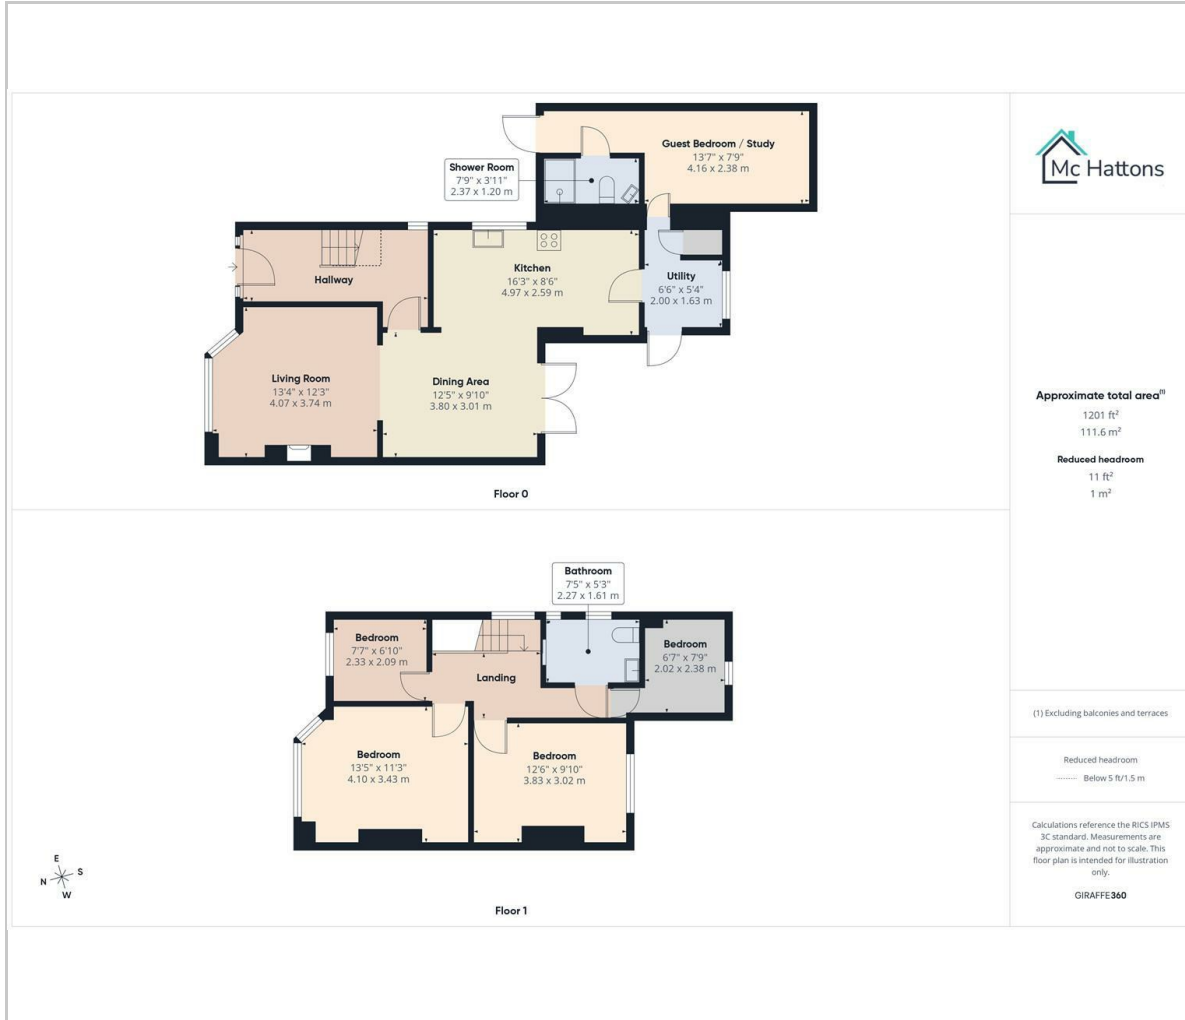 Shower Room
7'9" x 3'11"
2.37 x 1.20 m
Guest Bedroom / Study
13'7" x 7'9"
4.16 x 2.38 m
Hallway
Kitchen
16'3" x 8'6"
4.97 x 2.59 m
Utility
6'6" x 5'4"
2.00 x 1.63 m
Living Room
13'4" x 12'3"
4.07 x 3.74 m
Dining Area
12'5" x 9'10"
3.80 x 3.01 m
Floor 0
Bathroom
7'5" x 5'3"
2.27 x 1.61 m
Bedroom
7'7" x 6'10"
2.33 x 2.09 m
Landing
Bedroom
6'7" x 7'9"
2.02 x 2.38 m
Bedroom
13'5" x 11'3"
4.10 x 3.43 m
Bedroom
12'6" x 9'10"
3.83 x 3.02 m
E
N S
W
Floor 1
Mc Hattons
Approximate total area⁽¹⁾
1201 ft²
111.6 m²
Reduced headroom
11 ft²
1 m²
(1) Excluding balconies and terraces
Reduced headroom
Below 5 ft/1.5 m
Calculations reference the RICS IPMS
3C standard. Measurements are
approximate and not to scale. This
floor plan is intended for illustration
only.
GIRAFFE360